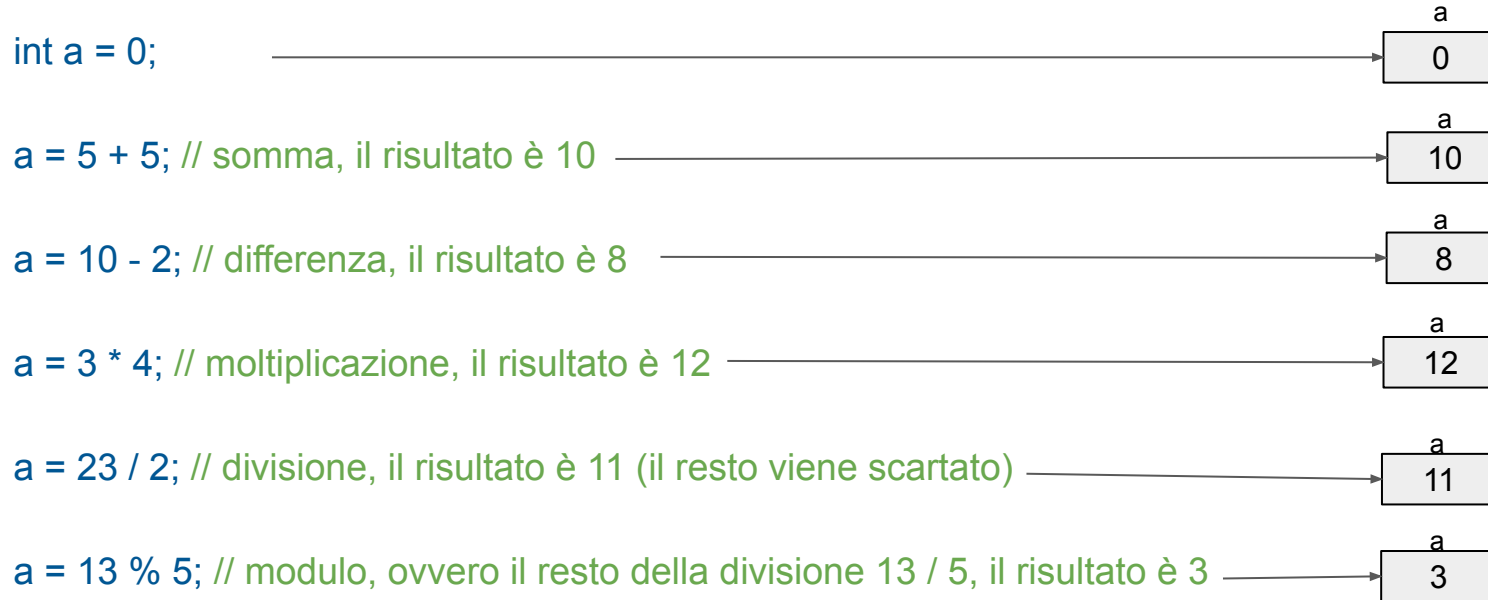 a
int a = 0;
0
a
a = 5 + 5; // somma, il risultato è 10
10
a
a = 10 - 2; // differenza, il risultato è 8
8
a
a = 3 * 4; // moltiplicazione, il risultato è 12
12
a
a = 23 / 2; // divisione, il risultato è 11 (il resto viene scartato)
11
a
a = 13 % 5; // modulo, ovvero il resto della divisione 13 / 5, il risultato è 3
3